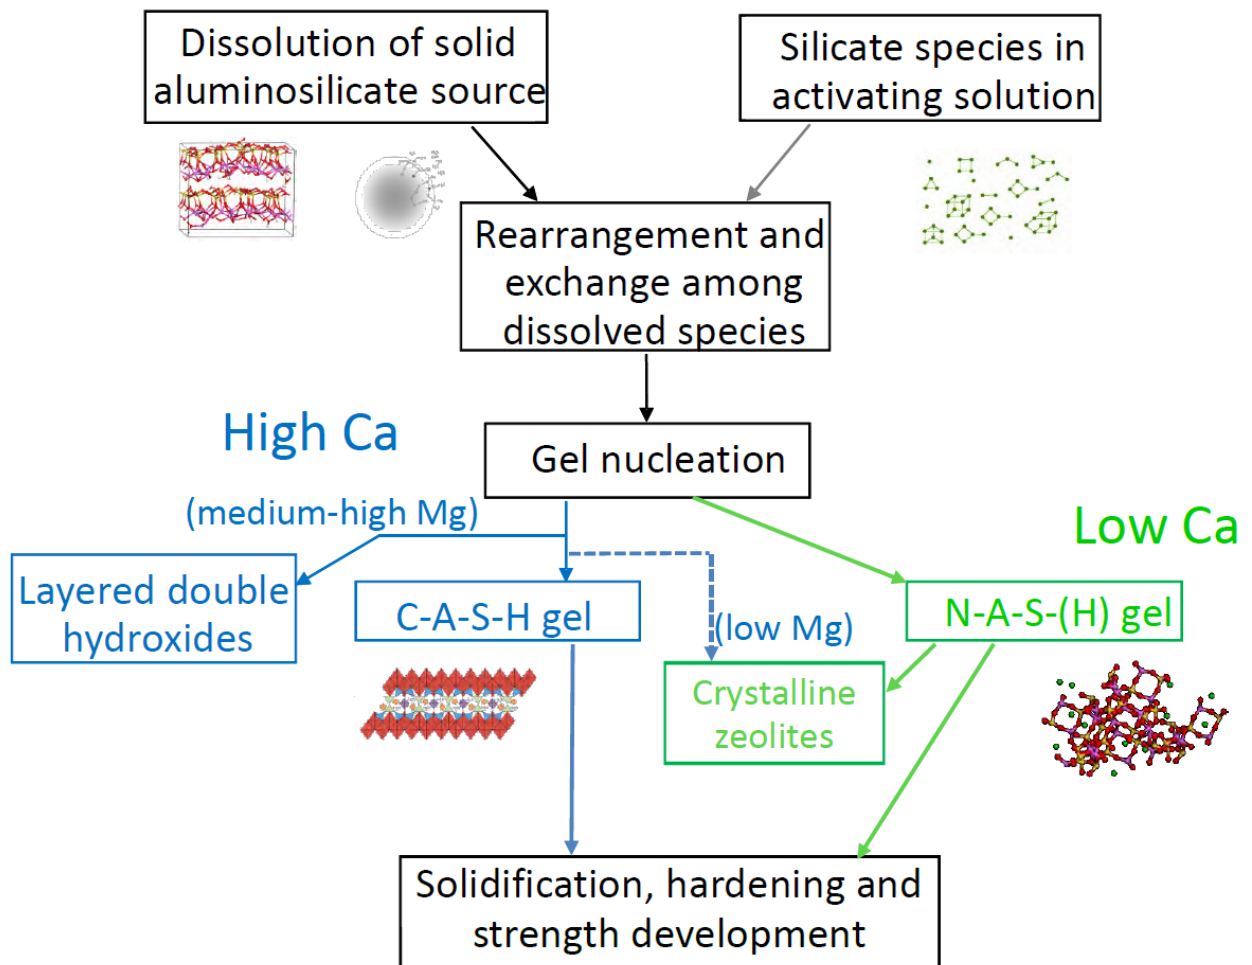 Dissolution of solid
aluminosilicate source
Silicate species in
activating solution
Rearrangement and
exchange among
dissolved species
High Ca
Gel nucleation
(medium-high Mg)
Low Ca
Layered double
hydroxides
C-A-S-H gel
(low Mg)
N-A-S-(H) gel
Crystalline
zeolites
Solidification, hardening and
strength development